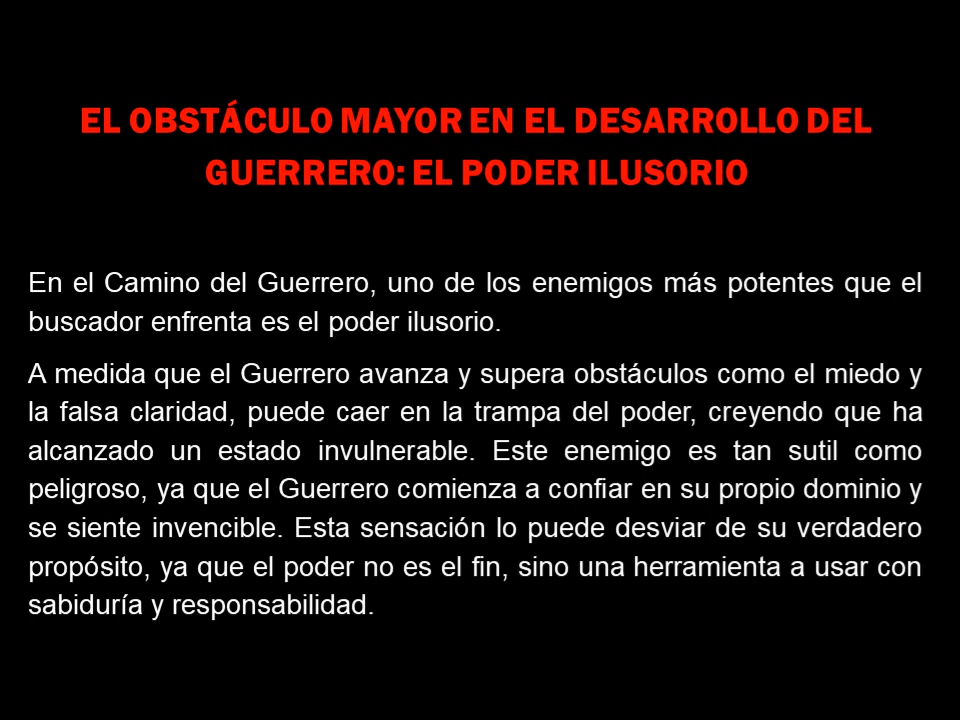 EL OBSTÁCULO MAYOR EN EL DESARROLLO DEL
GUERRERO: EL PODER ILUSORIO
En el Camino del Guerrero, uno de los enemigos más potentes que el
buscador enfrenta es el poder ilusorio.
A medida que el Guerrero avanza y supera obstáculos como el miedo y
la falsa claridad, puede caer en la trampa del poder, creyendo que ha
alcanzado un estado invulnerable. Este enemigo es tan sutil como
peligroso, ya que el Guerrero comienza a confiar en su propio dominio y
se siente invencible. Esta sensación lo puede desviar de su verdadero
propósito, ya que el poder no es el fin, sino una herramienta a usar con
sabiduría y responsabilidad.